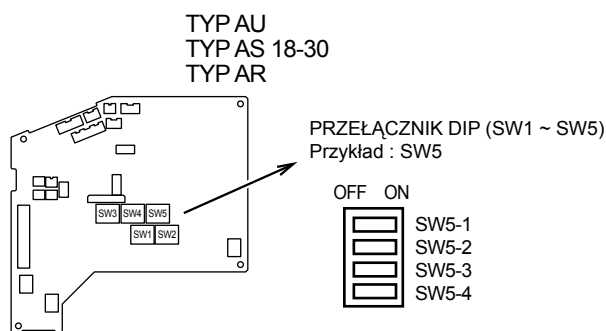 TYP AU
TYP AS 18-30
TYP AR
PRZEŁĄCZNIK DIP (SW1 ~ SW5)
Przykład : SW5
OFF ON
SW5-1
SW5-2
SW5-3
SW5-4
SW3 SW4 SW5
SW1 SW2